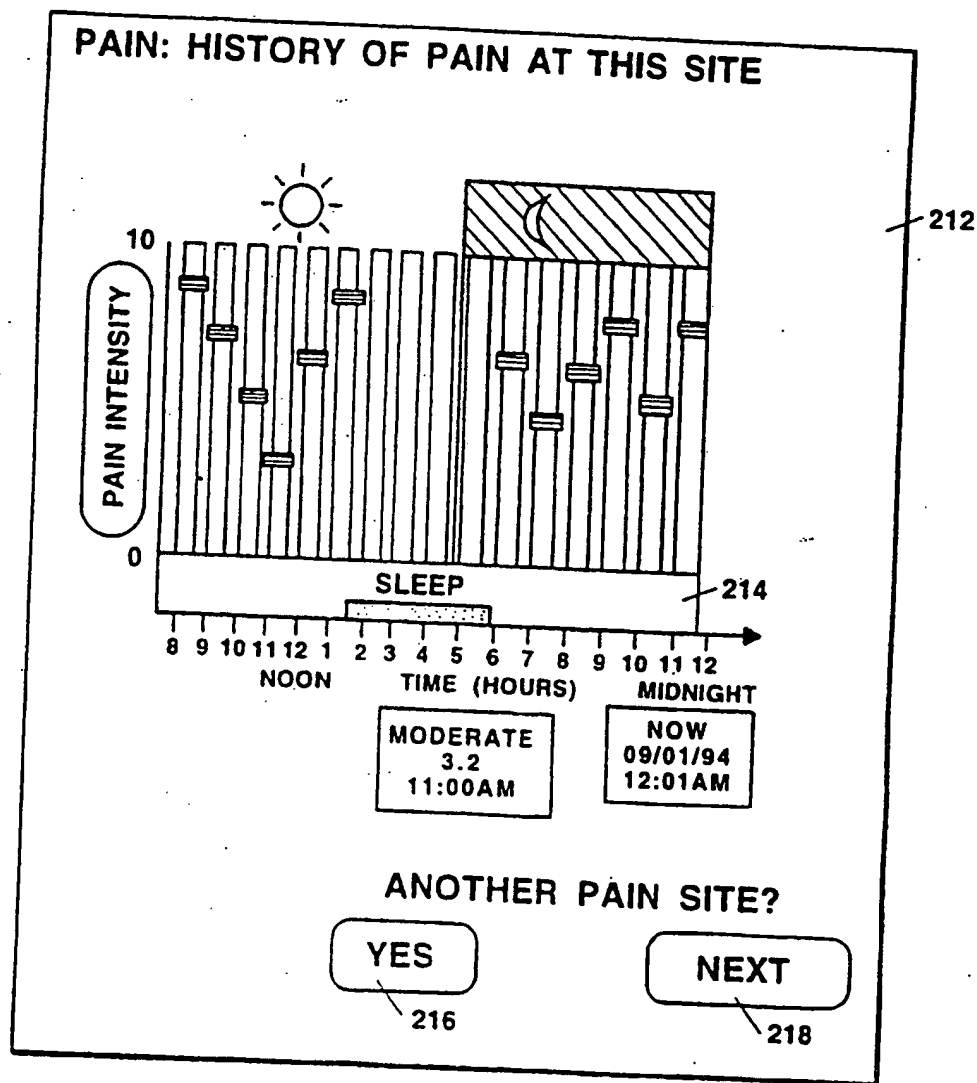 PAIN: HISTORY OF PAIN AT THIS SITE
212
10
PAIN INTENSITY
0
SLEEP
214
8 9 10 11 12 1 2 3 4 5 6 7 8 9 10 11 12
NOON TIME (HOURS) MIDNIGHT
MODERATE
3.2
11:00AM
NOW
09/01/94
12:01AM
ANOTHER PAIN SITE?
YES
NEXT
216
218